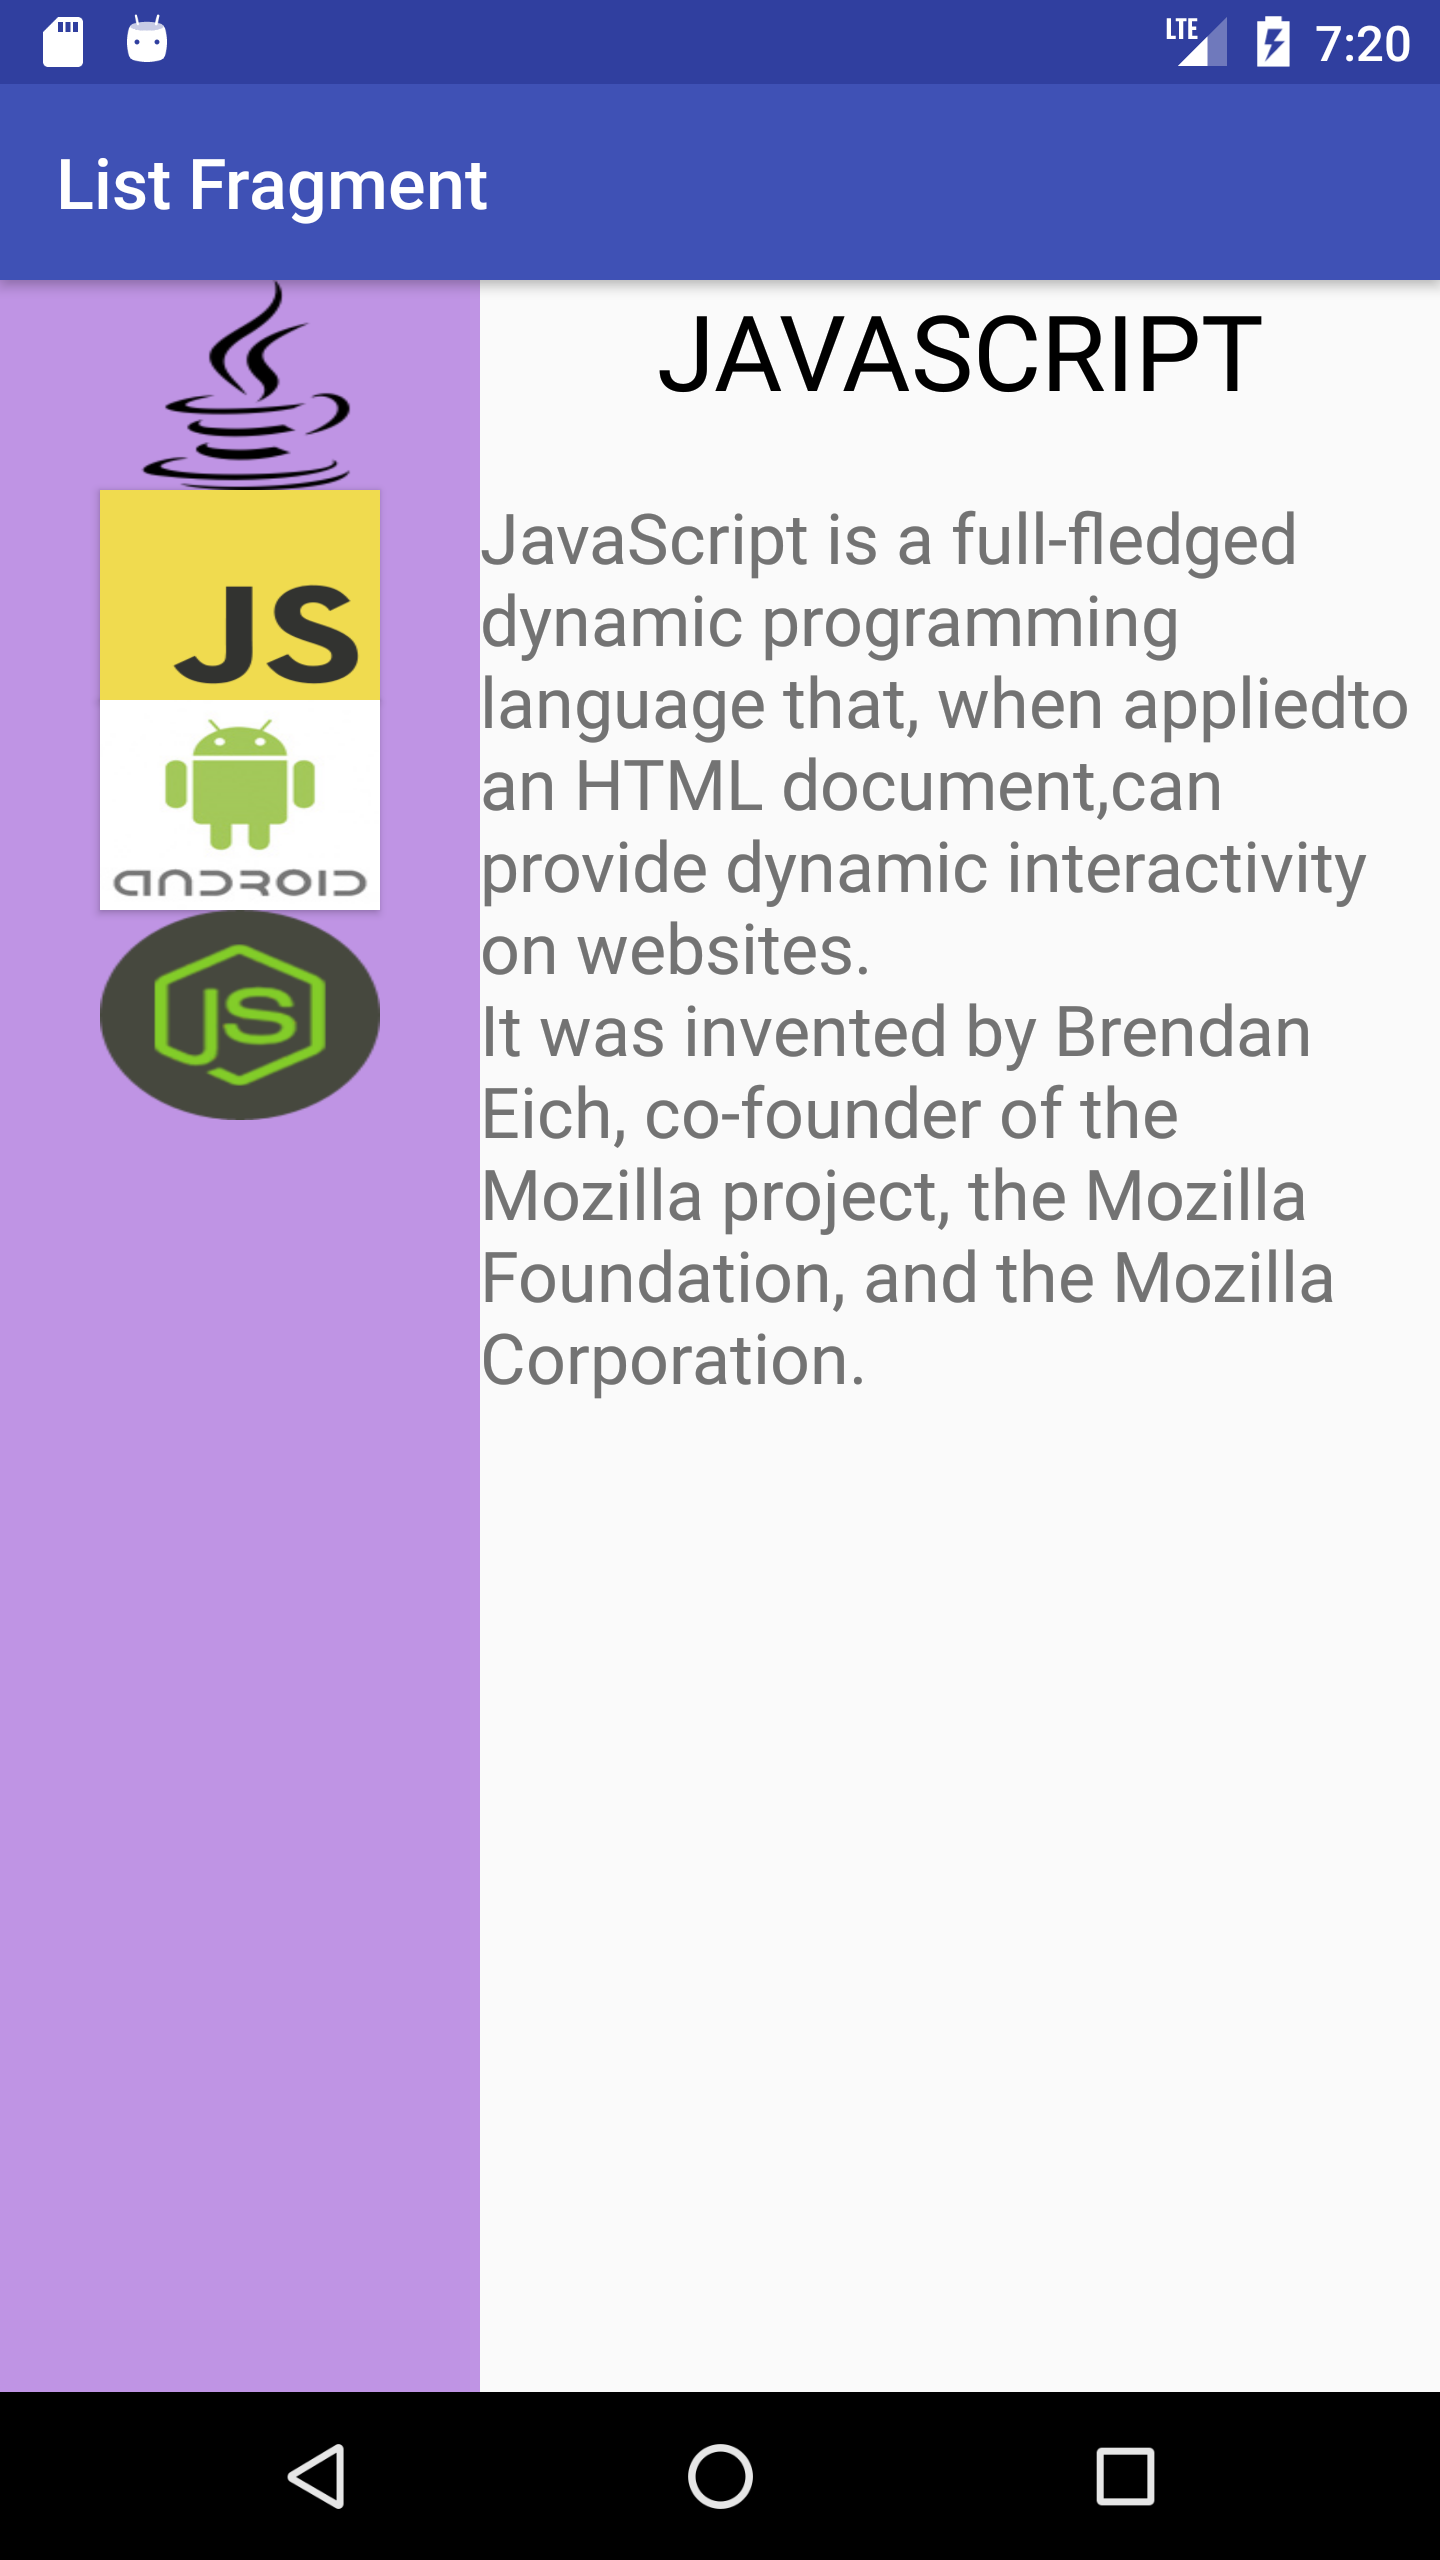 LTE 7:20
List Fragment
JS
ANDROID
JS
JAVASCRIPT
JavaScript is a full-fledged
dynamic programming
language that, when appliedto
an HTML document,can
provide dynamic interactivity
on websites.
It was invented by Brendan
Eich, co-founder of the
Mozilla project, the Mozilla
Foundation, and the Mozilla
Corporation.